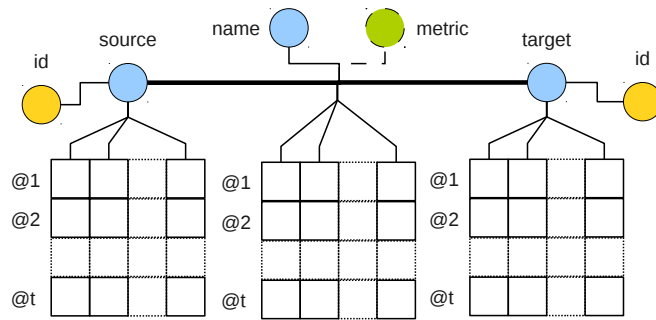 name metric
source target
id id
@1 @1 @1
@2 @2 @2
@t @t @t